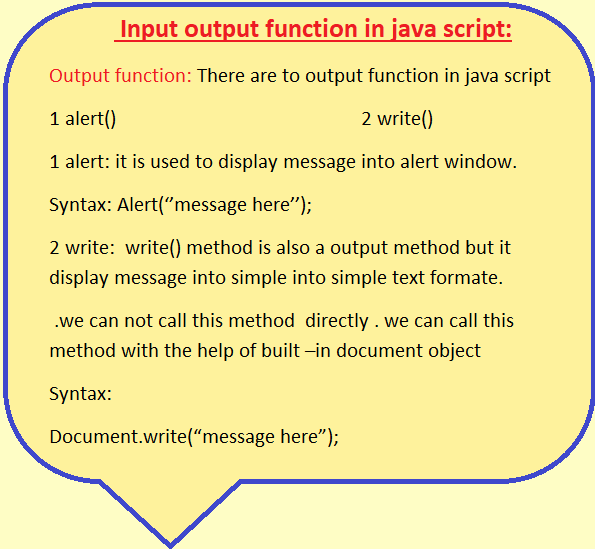 Input output function in java script:
Output function: There are to output function in java script
1 alert() 2 write()
1 alert: it is used to display message into alert window.
Syntax: Alert(‘’message here’’);
2 write:  write() method is also a output method but it
display message into simple into simple text formate.
.we can not call this method  directly . we can call this
method with the help of built –in document object
Syntax:
Document.write(“message here”);